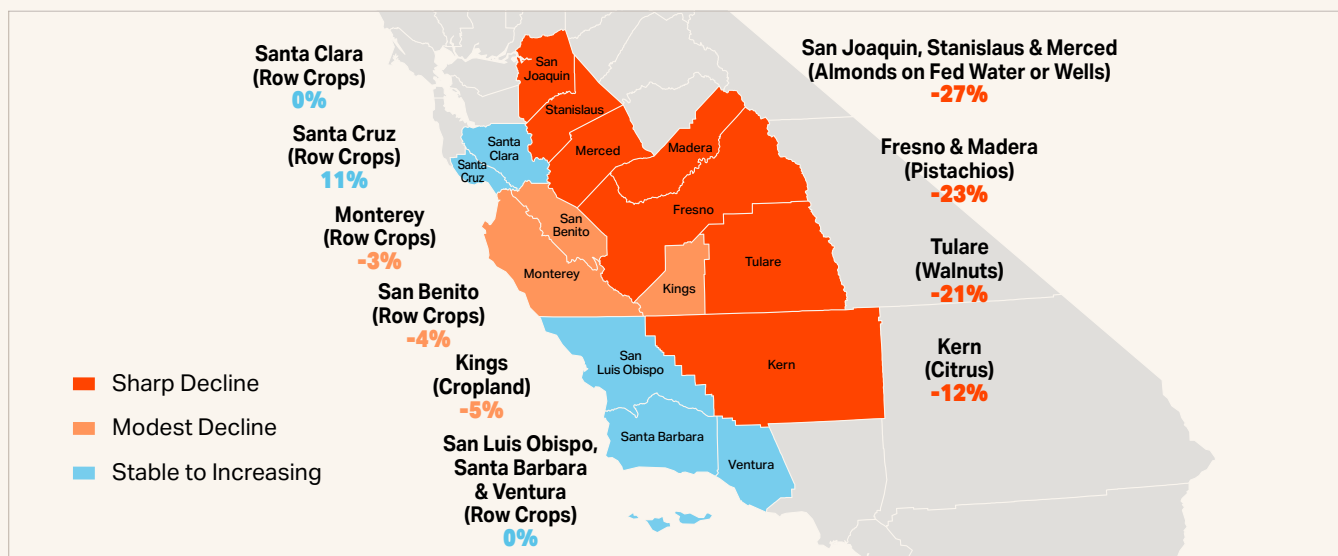 Santa Clara
(Row Crops)
0%
Santa Cruz
(Row Crops)
11%
Monterey
(Row Crops)
-3%
San Benito
(Row Crops)
-4%
Kings
(Cropland)
-5%
San Luis Obispo,
Santa Barbara
& Ventura
(Row Crops)
0%
San Joaquin, Stanislaus & Merced
(Almonds on Fed Water or Wells)
-27%
Fresno & Madera
(Pistachios)
-23%
Tulare
(Walnuts)
-21%
Kern
(Citrus)
-12%
San
Joaquin
Stanislaus
Merced
Madera
Santa
Clara
Santa
Cruz
San
Benito
Fresno
Monterey
Kings
Tulare
San
Luis Obispo
Kern
Santa Barbara
Ventura
Sharp Decline
Modest Decline
Stable to Increasing